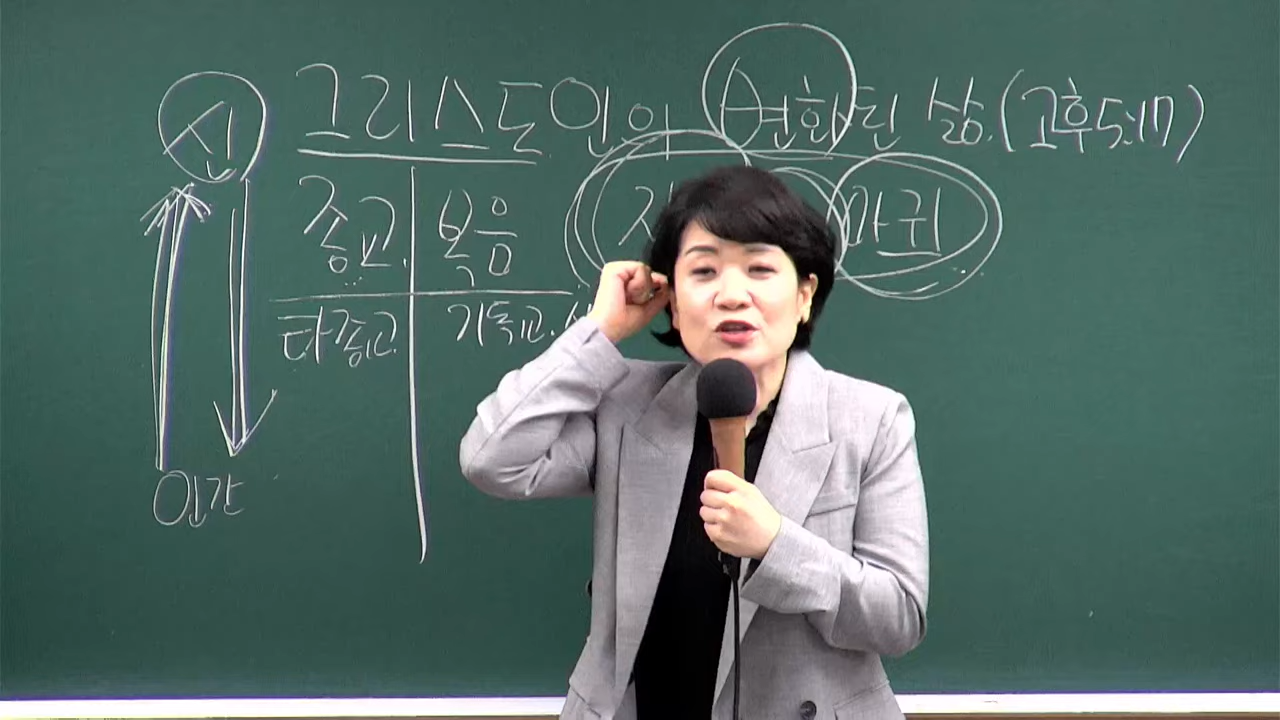 신 그리스도인의 변화된 삶. (고후5:17)
종교. 복음 마귀
타종교. 기독교.
인간